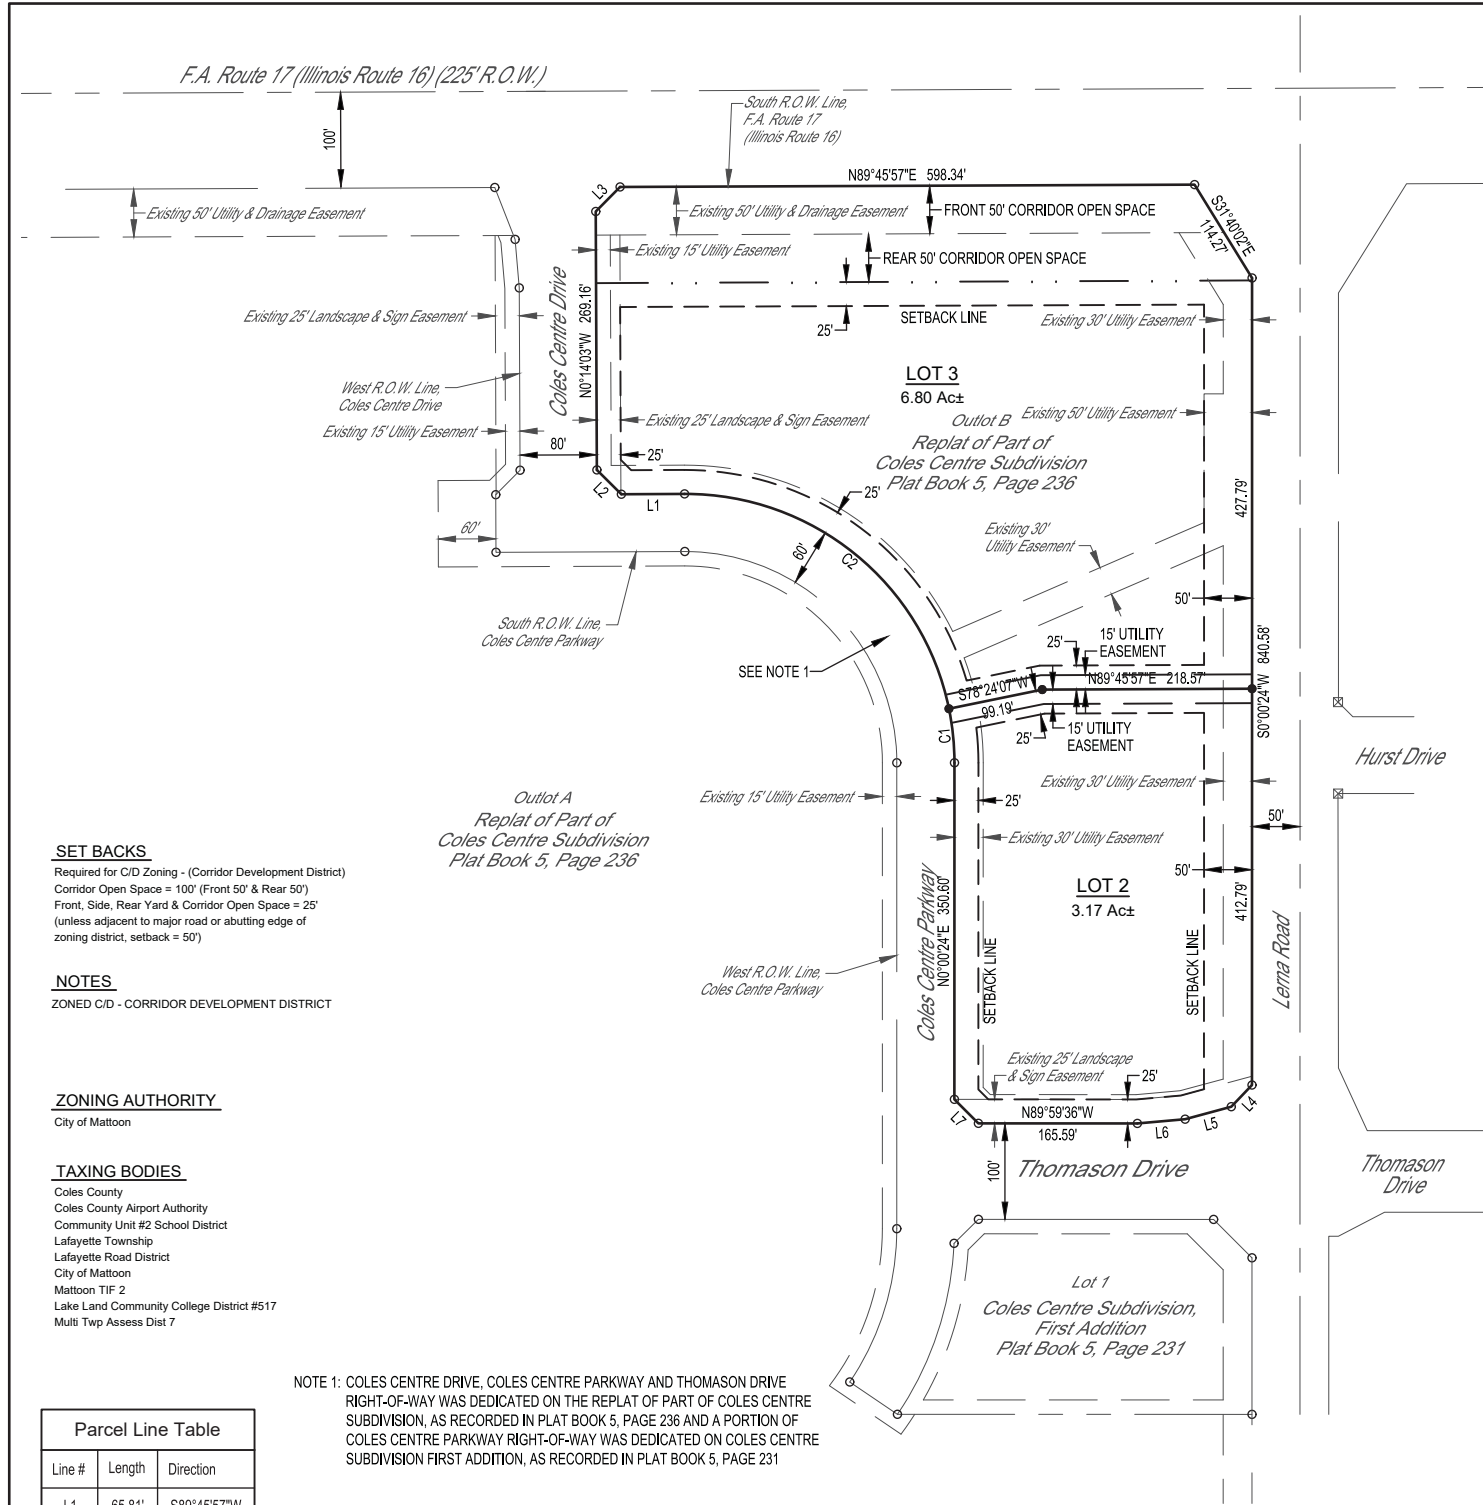 F.A. Route 17 (Illinois Route 16) (225' R.O.W.)
100'
South R.O.W. Line,
F.A. Route 17
(Illinois Route 16)
N89°45'57"E 598.34'
L3
S31°40'02"E
114.27'
Existing 50' Utility & Drainage Easement
Existing 50' Utility & Drainage Easement
FRONT 50' CORRIDOR OPEN SPACE
Existing 15' Utility Easement
REAR 50' CORRIDOR OPEN SPACE
Coles Centre Drive
N0°14'03"W 269.16'
Existing 25' Landscape & Sign Easement
SETBACK LINE
25'
Existing 30' Utility Easement
LOT 3
6.80 Ac±
West R.O.W. Line,
Coles Centre Drive
Existing 15' Utility Easement
Existing 25' Landscape & Sign Easement
Outlot B
Replat of Part of
Coles Centre Subdivision
Plat Book 5, Page 236
Existing 50' Utility Easement
80'
25'
L2
L1
25'
427.79'
60'
60'
C2
Existing 30'
Utility Easement
South R.O.W. Line,
Coles Centre Parkway
50'
SEE NOTE 1
25'
15' UTILITY
EASEMENT
S78°24'07"W
99.19'
N89°45'57"E 218.57'
S0°00'24"W 840.58'
C1
25'
15' UTILITY
EASEMENT
Hurst Drive
Existing 15' Utility Easement
25'
Existing 30' Utility Easement
Outlot A
Replat of Part of
Coles Centre Subdivision
Plat Book 5, Page 236
Existing 30' Utility Easement
50'
50'
LOT 2
3.17 Ac±
412.79'
Coles Centre Parkway
N0°00'24"E 350.60'
SETBACK LINE
SETBACK LINE
Lerna Road
West R.O.W. Line,
Coles Centre Parkway
Existing 25' Landscape
& Sign Easement
25'
L7
N89°59'36"W
165.59'
L6
L5
L4
100'
Thomason Drive
Thomason
Drive
Lot 1
Coles Centre Subdivision,
First Addition
Plat Book 5, Page 231
SET BACKS
Required for C/D Zoning - (Corridor Development District)
Corridor Open Space = 100' (Front 50' & Rear 50')
Front, Side, Rear Yard & Corridor Open Space = 25'
(unless adjacent to major road or abutting edge of
zoning district, setback = 50')
NOTES
ZONED C/D - CORRIDOR DEVELOPMENT DISTRICT
ZONING AUTHORITY
City of Mattoon
TAXING BODIES
Coles County
Coles County Airport Authority
Community Unit #2 School District
Lafayette Township
Lafayette Road District
City of Mattoon
Mattoon TIF 2
Lake Land Community College District #517
Multi Twp Assess Dist 7
NOTE 1: COLES CENTRE DRIVE, COLES CENTRE PARKWAY AND THOMASON DRIVE
RIGHT-OF-WAY WAS DEDICATED ON THE REPLAT OF PART OF COLES CENTRE
SUBDIVISION, AS RECORDED IN PLAT BOOK 5, PAGE 236 AND A PORTION OF
COLES CENTRE PARKWAY RIGHT-OF-WAY WAS DEDICATED ON COLES CENTRE
SUBDIVISION FIRST ADDITION, AS RECORDED IN PLAT BOOK 5, PAGE 231
Parcel Line Table
Line # Length Direction
L1 65.81' S89°45'57"W